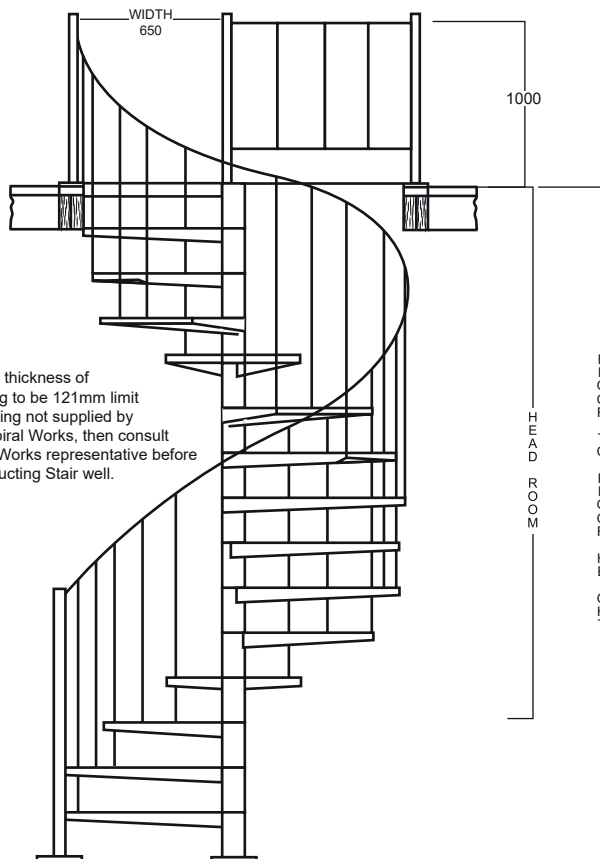 WIDTH
650
1000
thickness of
g to be 121mm limit
ing not supplied by
iral Works, then consult
Works representative before
ucting Stair well.
HEAD ROOM